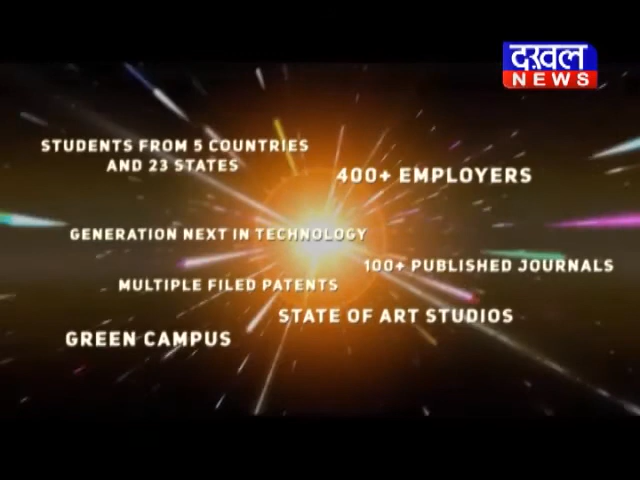 दख़ल
NEWS
STUDENTS FROM 5 COUNTRIES
AND 23 STATES
400+ EMPLOYERS
GENERATION NEXT IN TECHNOLOGY
100+ PUBLISHED JOURNALS
MULTIPLE FILED PATENTS
STATE OF ART STUDIOS
GREEN CAMPUS